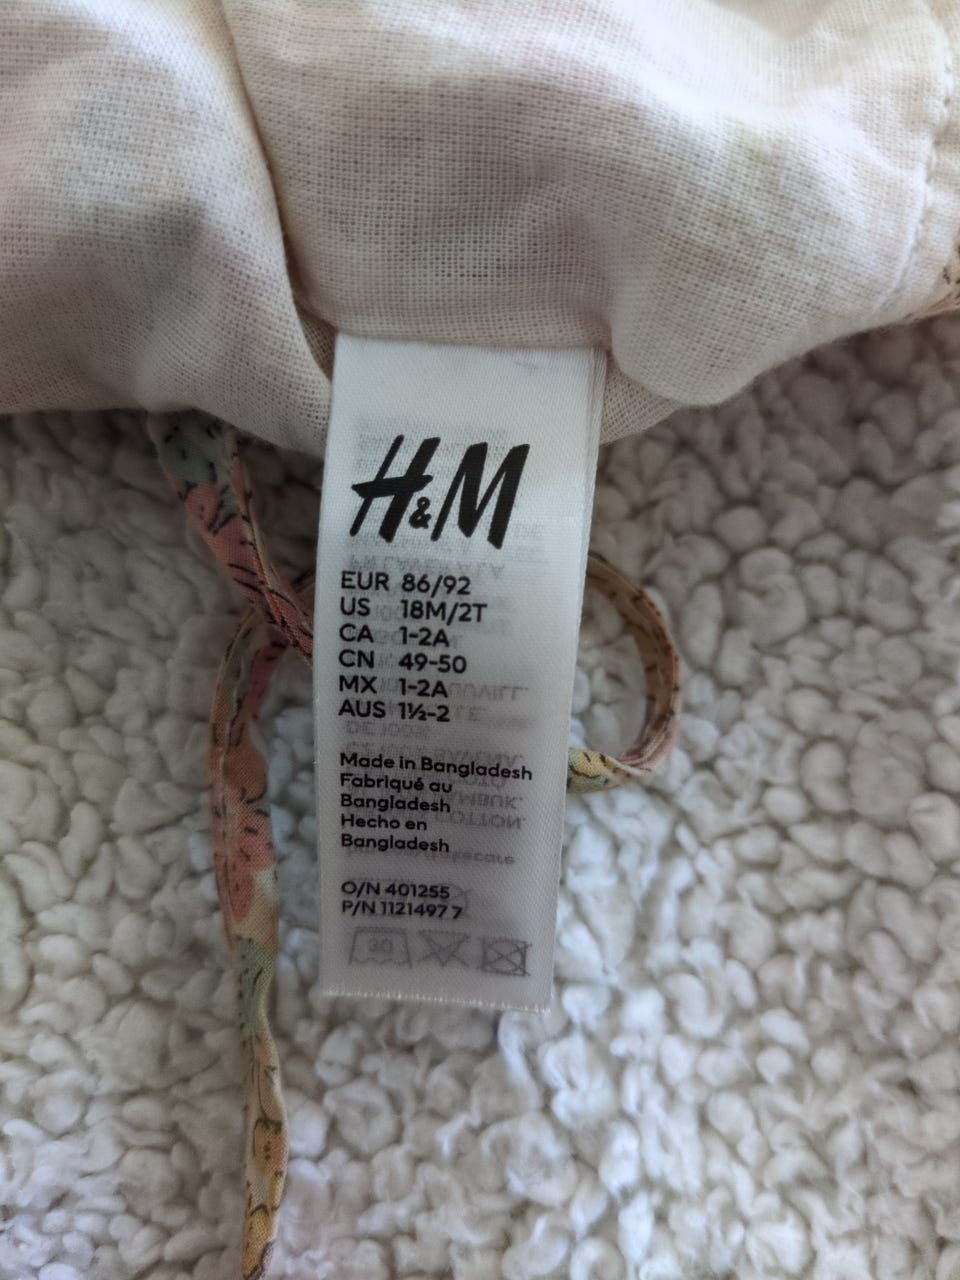 H&M
EUR 86/92
US 18M/2T
CA 1-2A
CN 49-50
MX 1-2A
AUS 1½-2
Made in Bangladesh
Fabriqué au
Bangladesh
Hecho en
Bangladesh
O/N 401255
P/N 1121497 7
30